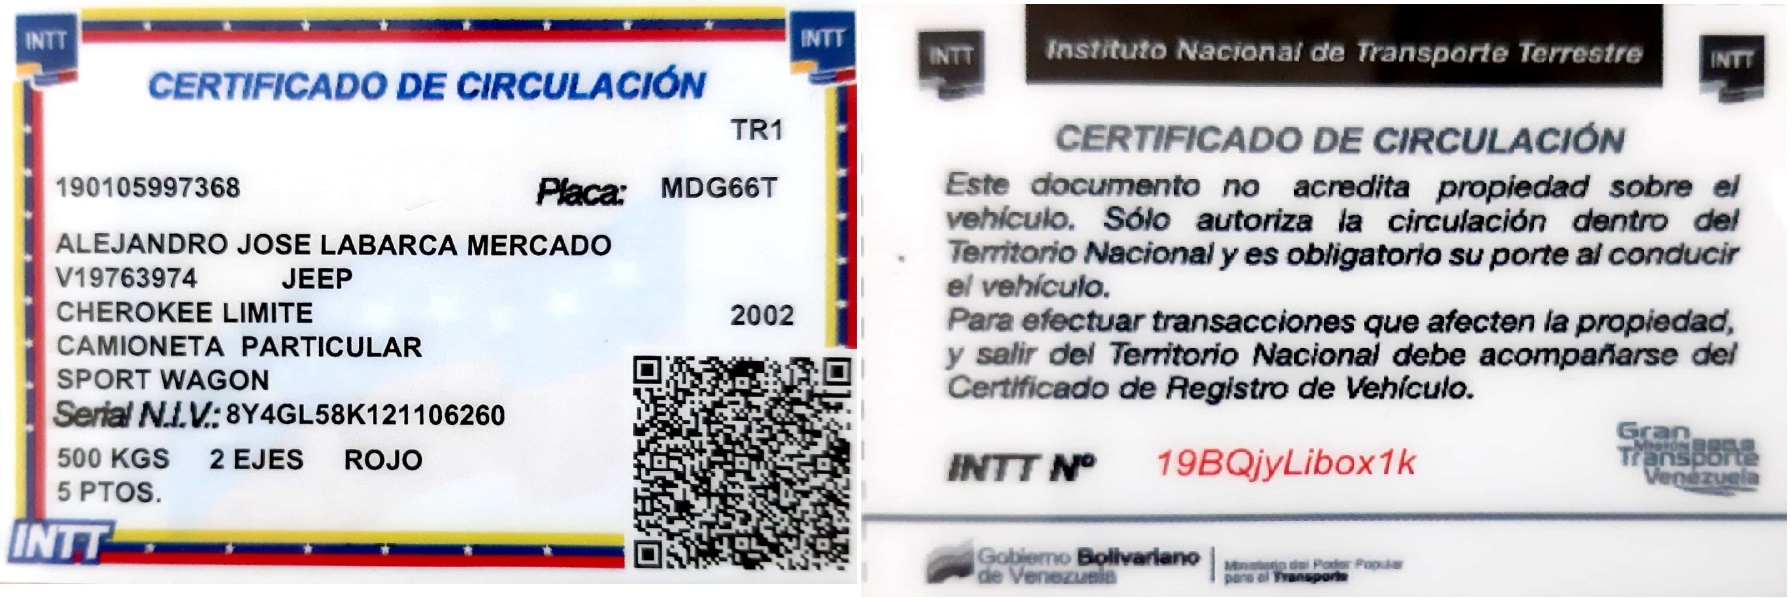 INTT
INTT
CERTIFICADO DE CIRCULACIÓN
TR1
190105997368 Placa: MDG66T
ALEJANDRO JOSE LABARCA MERCADO
V19763974 JEEP
CHEROKEE LIMITE 2002
CAMIONETA PARTICULAR
SPORT WAGON
Serial N.I.V.: 8Y4GL58K121106260
500 KGS 2 EJES ROJO
5 PTOS.
INTT
INTT
Instituto Nacional de Transporte Terrestre
INTT
CERTIFICADO DE CIRCULACIÓN
Este documento no acredita propiedad sobre el
vehículo. Sólo autoriza la circulación dentro del
Territorio Nacional y es obligatorio su porte al conducir
el vehículo.
Para efectuar transacciones que afecten la propiedad,
y salir del Territorio Nacional debe acompañarse del
Certificado de Registro de Vehículo.
INTT Nº 19BQjyLibox1k
Gran
Misión
Transporte
Venezuela
Gobierno Bolivariano
de Venezuela
Ministerio del Poder Popular
para el Transporte